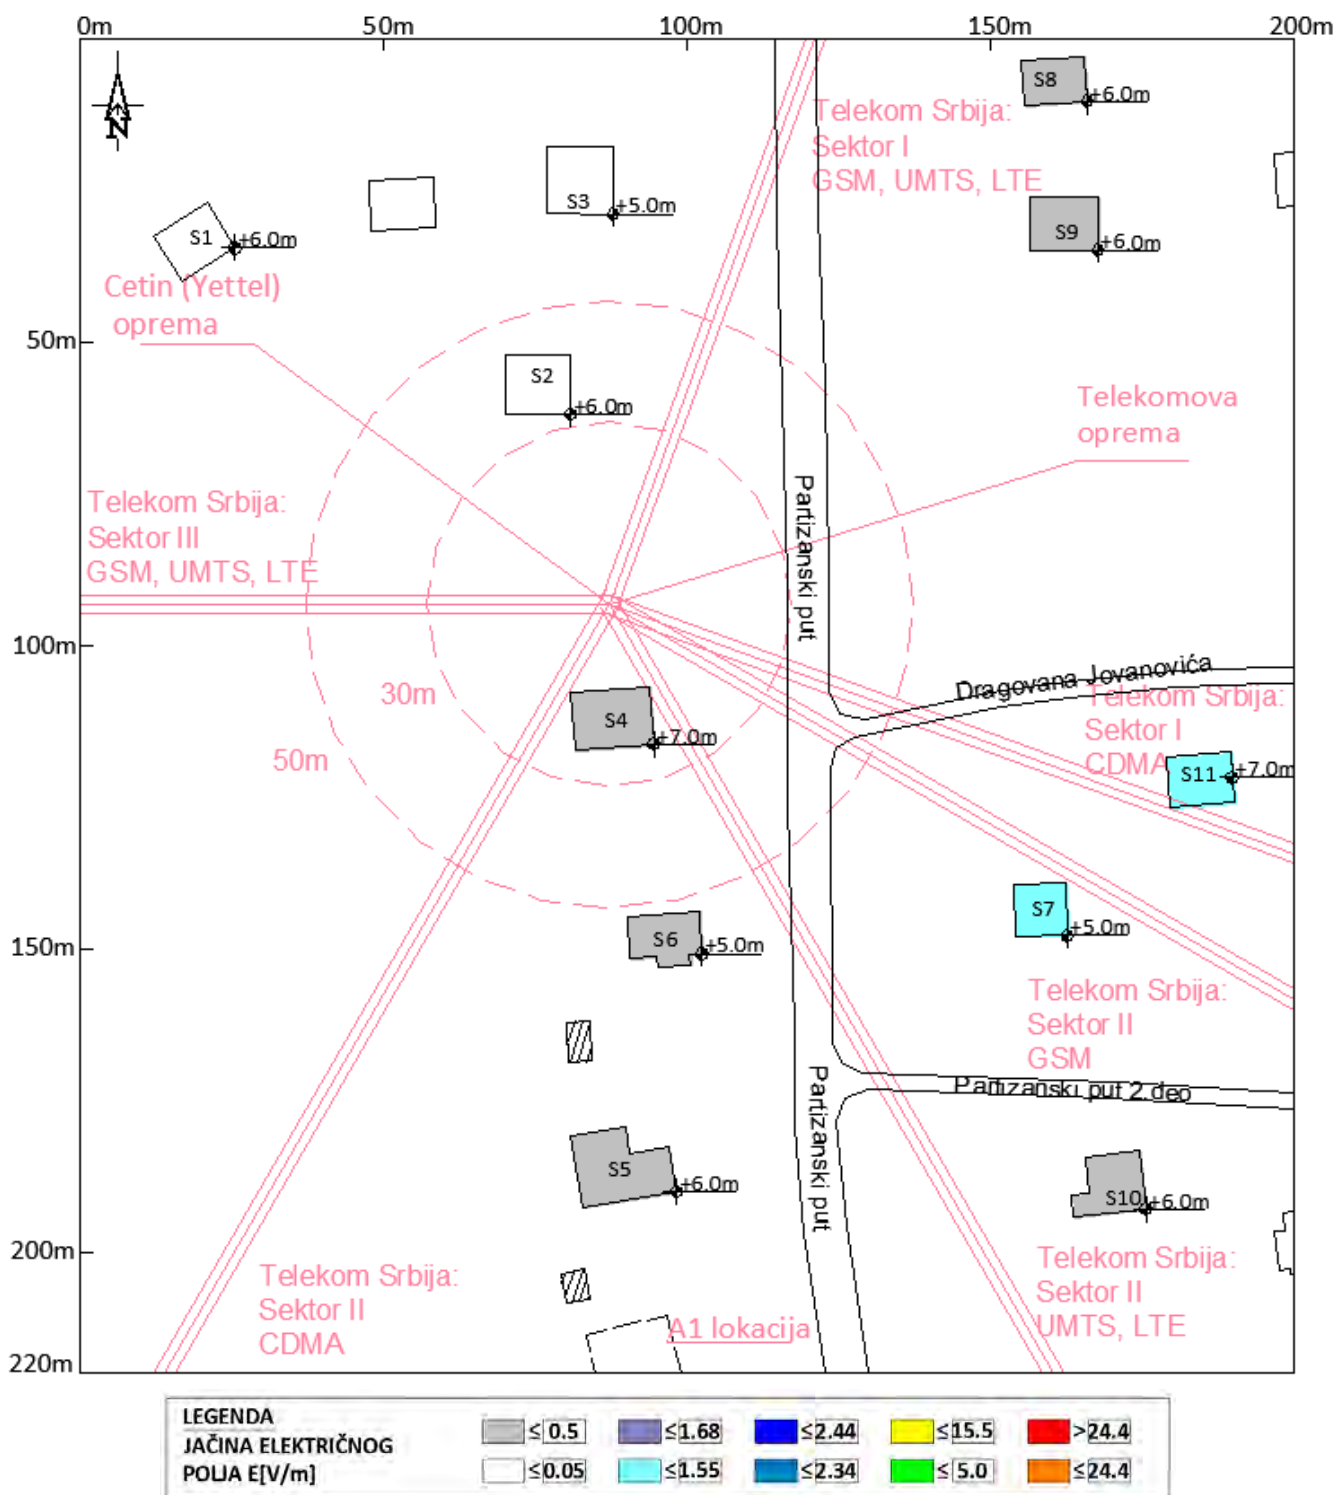 0m
50m
100m
150m
200m
N
S8
+6.0m
Telekom Srbija:
Sektor I
GSM, UMTS, LTE
S3
+5.0m
S1
+6.0m
S9
+6.0m
Cetin (Yettel)
oprema
50m
S2
+6.0m
Telekomova
oprema
Telekom Srbija:
Sektor III
GSM, UMTS, LTE
Partizanski put
100m
Dragovana Jovanovića
30m
S4
+7.0m
50m
Telekom Srbija:
Sektor I
CDMA
S11
+7.0m
S7
+5.0m
S6
+5.0m
150m
Telekom Srbija:
Sektor II
GSM
Partizanski put 2.deo
Partizanski put
S5
+6.0m
S10
+6.0m
200m
Telekom Srbija:
Sektor II
CDMA
Telekom Srbija:
Sektor II
UMTS, LTE
A1 lokacija
220m
LEGENDA
JAČINA ELEKTRIČNOG
POLJA E[V/m]
≤ 0.5
≤1.68
≤2.44
≤15.5
>24.4
≤0.05
≤1.55
≤2.34
≤ 5.0
≤24.4